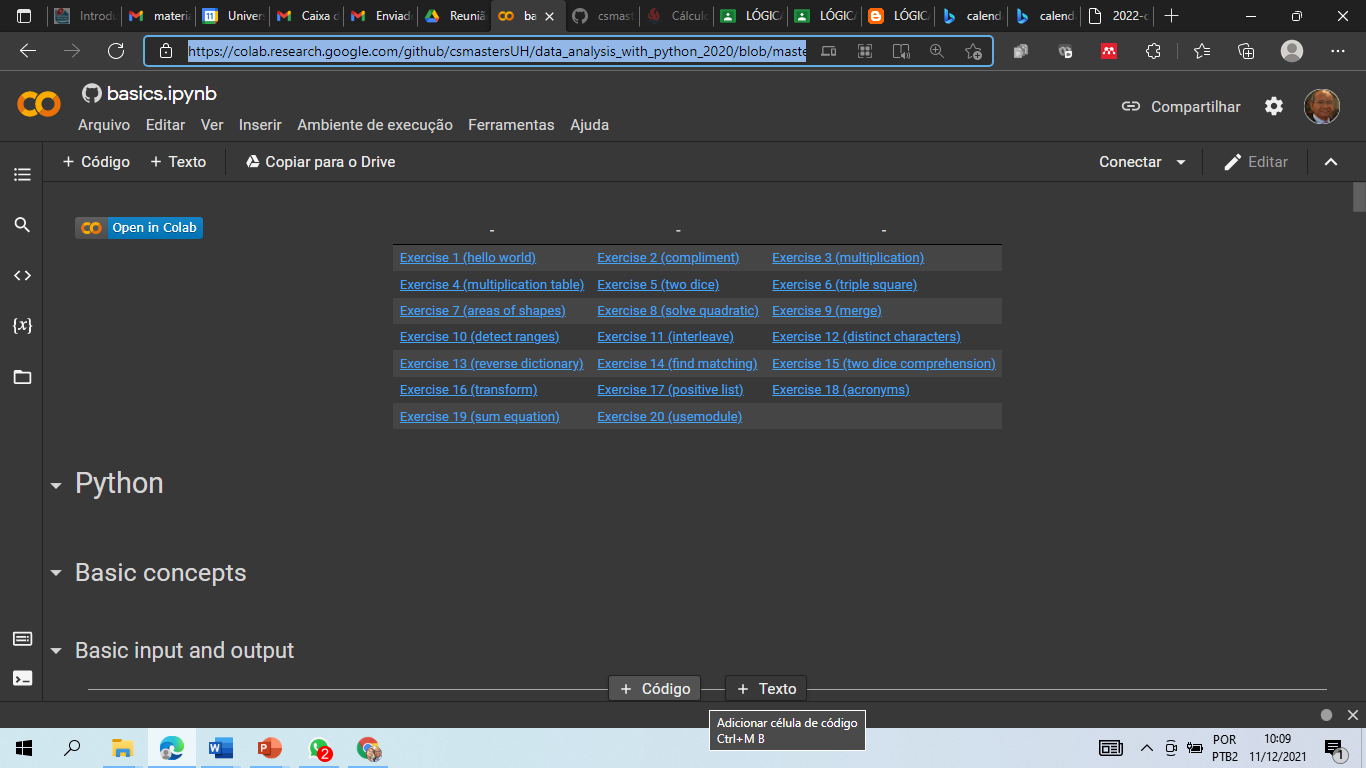 Introdu
materia
Univers
Caixa d
Enviado
Reuniã
ba
csmast
Cálculo
LÓGICA
LÓGICA
LÓGICA
calend
calend
2022-c
https://colab.research.google.com/github/csmastersUH/data_analysis_with_python_2020/blob/maste
basics.ipynb
Arquivo Editar Ver Inserir Ambiente de execução Ferramentas Ajuda
Compartilhar
+ Código + Texto Copiar para o Drive
Conectar Editar
Open in Colab
- - -
Exercise 1 (hello world) Exercise 2 (compliment) Exercise 3 (multiplication)
Exercise 4 (multiplication table) Exercise 5 (two dice) Exercise 6 (triple square)
Exercise 7 (areas of shapes) Exercise 8 (solve quadratic) Exercise 9 (merge)
Exercise 10 (detect ranges) Exercise 11 (interleave) Exercise 12 (distinct characters)
Exercise 13 (reverse dictionary) Exercise 14 (find matching) Exercise 15 (two dice comprehension)
Exercise 16 (transform) Exercise 17 (positive list) Exercise 18 (acronyms)
Exercise 19 (sum equation) Exercise 20 (usemodule)
Python
Basic concepts
Basic input and output
+ Código + Texto
Adicionar célula de código
Ctrl+M B
2
POR
PTB2
10:09
11/12/2021
1